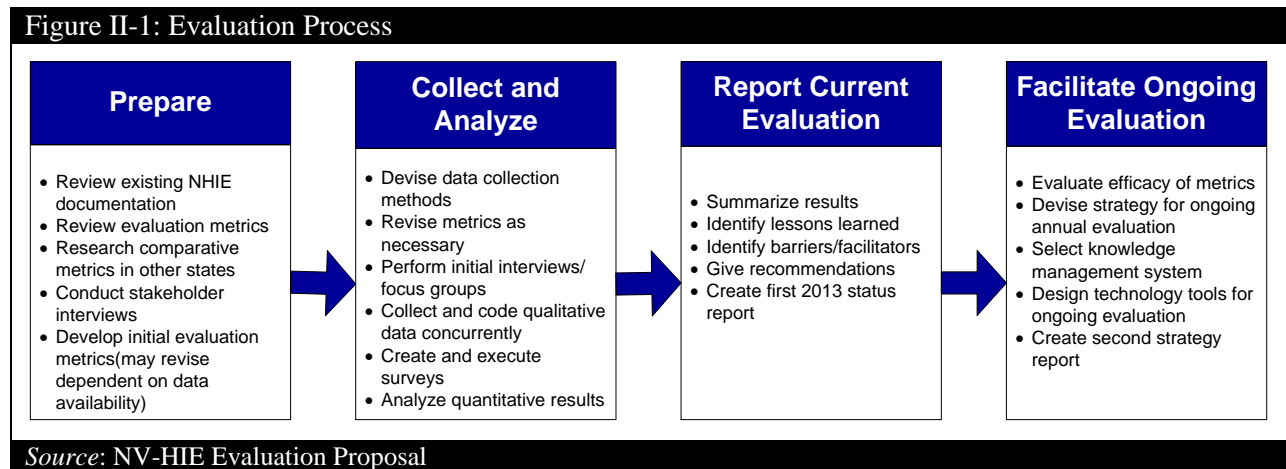 Figure II-1: Evaluation Process
Prepare
• Review existing NHIE
documentation
• Review evaluation metrics
• Research comparative
metrics in other states
• Conduct stakeholder
interviews
• Develop initial evaluation
metrics(may revise
dependent on data
availability)
Collect and
Analyze
• Devise data collection
methods
• Revise metrics as
necessary
• Perform initial interviews/
focus groups
• Collect and code qualitative
data concurrently
• Create and execute
surveys
• Analyze quantitative results
Report Current
Evaluation
• Summarize results
• Identify lessons learned
• Identify barriers/facilitators
• Give recommendations
• Create first 2013 status
report
Facilitate Ongoing
Evaluation
• Evaluate efficacy of metrics
• Devise strategy for ongoing
annual evaluation
• Select knowledge
management system
• Design technology tools for
ongoing evaluation
• Create second strategy
report
Source: NV-HIE Evaluation Proposal